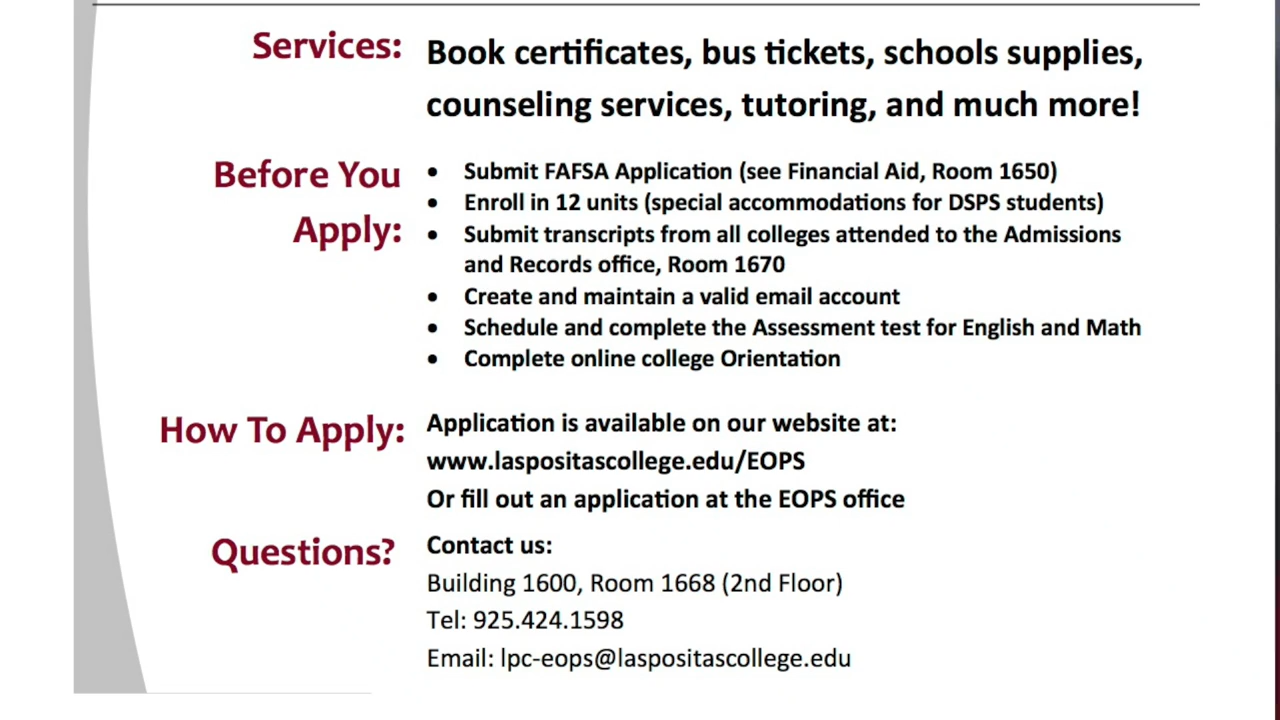 Services:
Book certificates, bus tickets, schools supplies,
counseling services, tutoring, and much more!
Before You
Apply:
• Submit FAFSA Application (see Financial Aid, Room 1650)
• Enroll in 12 units (special accommodations for DSPS students)
• Submit transcripts from all colleges attended to the Admissions
and Records office, Room 1670
• Create and maintain a valid email account
• Schedule and complete the Assessment test for English and Math
• Complete online college Orientation
How To Apply:
Application is available on our website at:
www.laspositascollege.edu/EOPS
Or fill out an application at the EOPS office
Questions?
Contact us:
Building 1600, Room 1668 (2nd Floor)
Tel: 925.424.1598
Email: lpc-eops@laspositascollege.edu